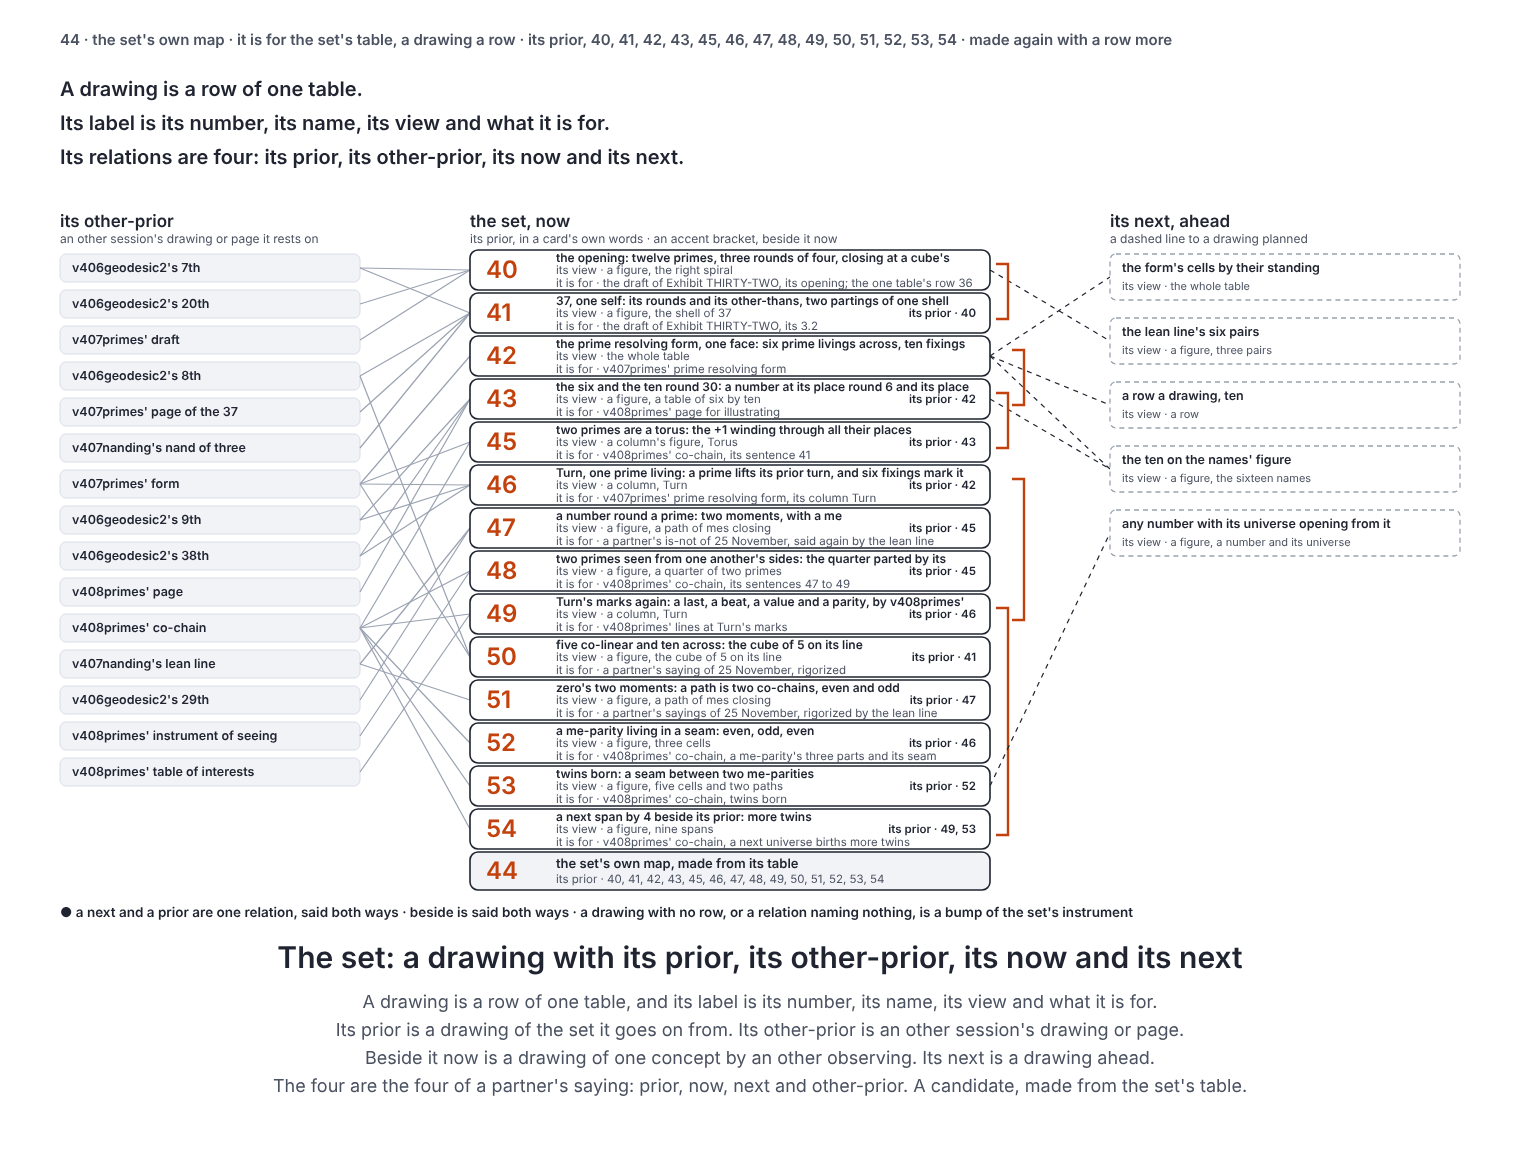 44 · the set's own map · it is for the set's table, a drawing a row · its prior, 40, 41, 42, 43, 45, 46, 47, 48, 49, 50, 51, 52, 53, 54 · made again with a row more
A drawing is a row of one table.
Its label is its number, its name, its view and what it is for.
Its relations are four: its prior, its other-prior, its now and its next.
its other-prior
an other session's drawing or page it rests on
v406geodesic2's 7th
v406geodesic2's 20th
v407primes' draft
v406geodesic2's 8th
v407primes' page of the 37
v407nanding's nand of three
v407primes' form
v406geodesic2's 9th
v406geodesic2's 38th
v408primes' page
v408primes' co-chain
v407nanding's lean line
v406geodesic2's 29th
v408primes' instrument of seeing
v408primes' table of interests
the set, now
its prior, in a card's own words · an accent bracket, beside it now
40
the opening: twelve primes, three rounds of four, closing at a cube's
its view · a figure, the right spiral
it is for · the draft of Exhibit THIRTY-TWO, its opening; the one table's row 36
41
37, one self: its rounds and its other-thans, two partings of one shell
its view · a figure, the shell of 37
its prior · 40
it is for · the draft of Exhibit THIRTY-TWO, its 3.2
42
the prime resolving form, one face: six prime livings across, ten fixings
its view · the whole table
it is for · v407primes' prime resolving form
43
the six and the ten round 30: a number at its place round 6 and its place
its view · a figure, a table of six by ten
its prior · 42
it is for · v408primes' page for illustrating
45
two primes are a torus: the +1 winding through all their places
its view · a column's figure, Torus
its prior · 43
it is for · v408primes' co-chain, its sentence 41
46
Turn, one prime living: a prime lifts its prior turn, and six fixings mark it
its view · a column, Turn
its prior · 42
it is for · v407primes' prime resolving form, its column Turn
47
a number round a prime: two moments, with a me
its view · a figure, a path of mes closing
its prior · 45
it is for · a partner's is-not of 25 November, said again by the lean line
48
two primes seen from one another's sides: the quarter parted by its
its view · a figure, a quarter of two primes
its prior · 45
it is for · v408primes' co-chain, its sentences 47 to 49
49
Turn's marks again: a last, a beat, a value and a parity, by v408primes'
its view · a column, Turn
its prior · 46
it is for · v408primes' lines at Turn's marks
50
five co-linear and ten across: the cube of 5 on its line
its view · a figure, the cube of 5 on its line
its prior · 41
it is for · a partner's saying of 25 November, rigorized
51
zero's two moments: a path is two co-chains, even and odd
its view · a figure, a path of mes closing
its prior · 47
it is for · a partner's sayings of 25 November, rigorized by the lean line
52
a me-parity living in a seam: even, odd, even
its view · a figure, three cells
its prior · 46
it is for · v408primes' co-chain, a me-parity's three parts and its seam
53
twins born: a seam between two me-parities
its view · a figure, five cells and two paths
its prior · 52
it is for · v408primes' co-chain, twins born
54
a next span by 4 beside its prior: more twins
its view · a figure, nine spans
its prior · 49, 53
it is for · v408primes' co-chain, a next universe births more twins
44
the set's own map, made from its table
its prior · 40, 41, 42, 43, 45, 46, 47, 48, 49, 50, 51, 52, 53, 54
its next, ahead
a dashed line to a drawing planned
the form's cells by their standing
its view · the whole table
the lean line's six pairs
its view · a figure, three pairs
a row a drawing, ten
its view · a row
the ten on the names' figure
its view · a figure, the sixteen names
any number with its universe opening from it
its view · a figure, a number and its universe
● a next and a prior are one relation, said both ways · beside is said both ways · a drawing with no row, or a relation naming nothing, is a bump of the set's instrument
The set: a drawing with its prior, its other-prior, its now and its next
A drawing is a row of one table, and its label is its number, its name, its view and what it is for.
Its prior is a drawing of the set it goes on from. Its other-prior is an other session's drawing or page.
Beside it now is a drawing of one concept by an other observing. Its next is a drawing ahead.
The four are the four of a partner's saying: prior, now, next and other-prior. A candidate, made from the set's table.